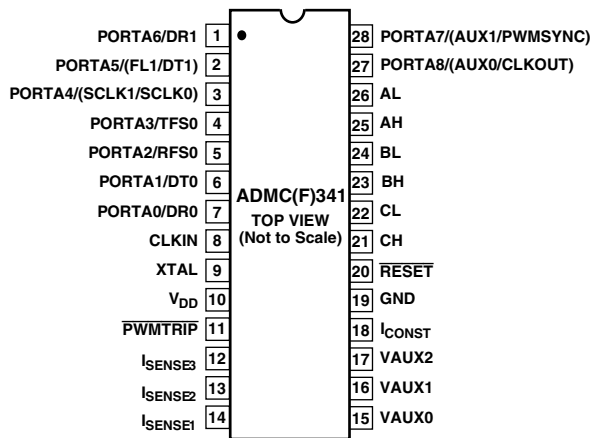 PORTA6/DR1 1
PORTA5/(FL1/DT1) 2
PORTA4/(SCLK1/SCLK0) 3
PORTA3/TFS0 4
PORTA2/RFS0 5
PORTA1/DT0 6
PORTA0/DR0 7
CLKIN 8
XTAL 9
VDD 10
PWMTRIP 11
ISENSE3 12
ISENSE2 13
ISENSE1 14
ADMC(F)341
TOP VIEW
(Not to Scale)
28 PORTA7/(AUX1/PWMSYNC)
27 PORTA8/(AUX0/CLKOUT)
26 AL
25 AH
24 BL
23 BH
22 CL
21 CH
20 RESET
19 GND
18 ICONST
17 VAUX2
16 VAUX1
15 VAUX0